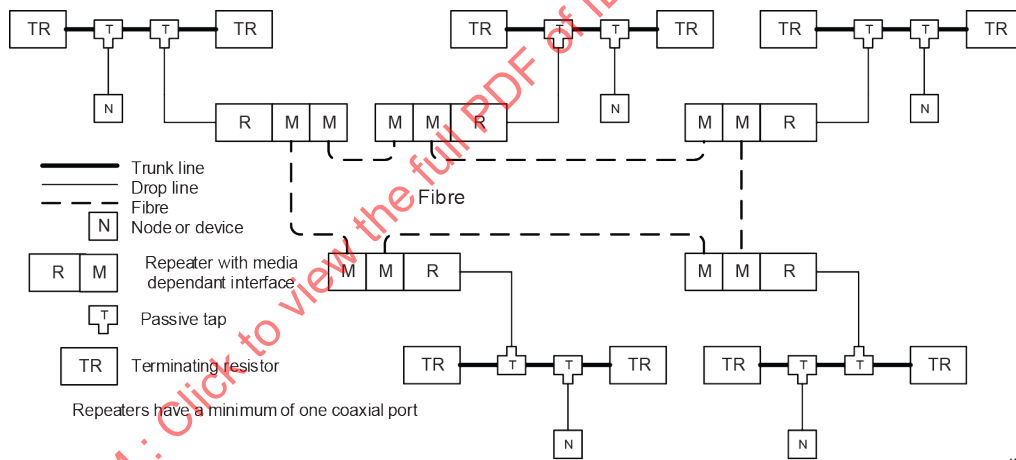 TR T T TR
TR T T TR
TR T T TR
N
N
N
R M M
M M R
M M R
Trunk line
Drop line
Fibre
Fibre
N Node or device
R M Repeater with media
dependant interface
M M R
M M R
T Passive tap
TR Terminating resistor
TR T T TR
TR T T TR
Repeaters have a minimum of one coaxial port
N
N
: Click to view the full PDF of